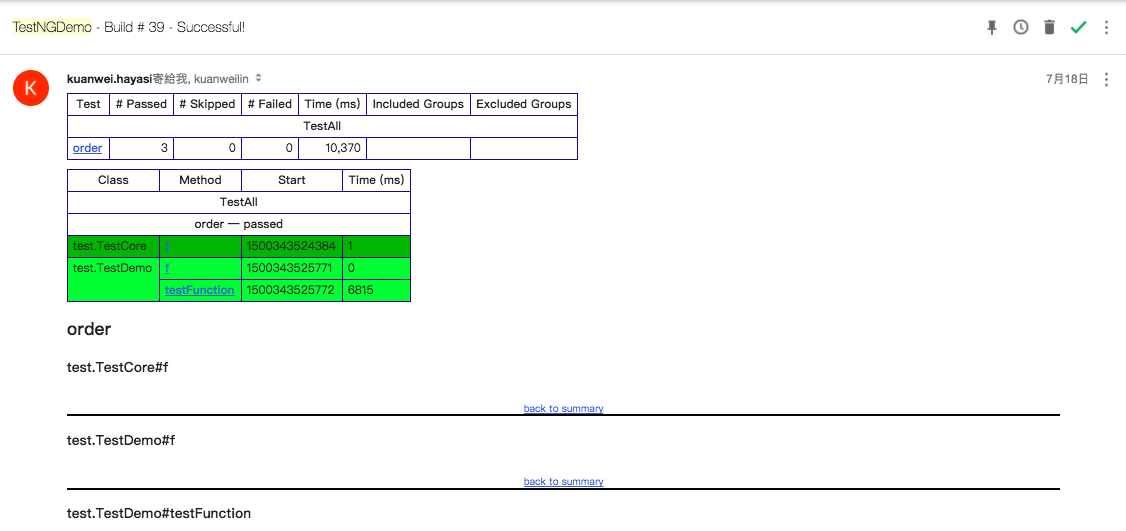 TestNGDemo - Build # 39 - Successful!
K
kuanwei.hayasi寄給我, kuanweilin
7月18日
Test # Passed # Skipped # Failed Time (ms) Included Groups Excluded Groups
TestAll
order 3 0 0 10,370
Class Method Start Time (ms)
TestAll
order — passed
test.TestCore f 1500343524384 1
test.TestDemo f 1500343525771 0
testFunction 1500343525772 6815
order
test.TestCore#f
back to summary
test.TestDemo#f
back to summary
test.TestDemo#testFunction